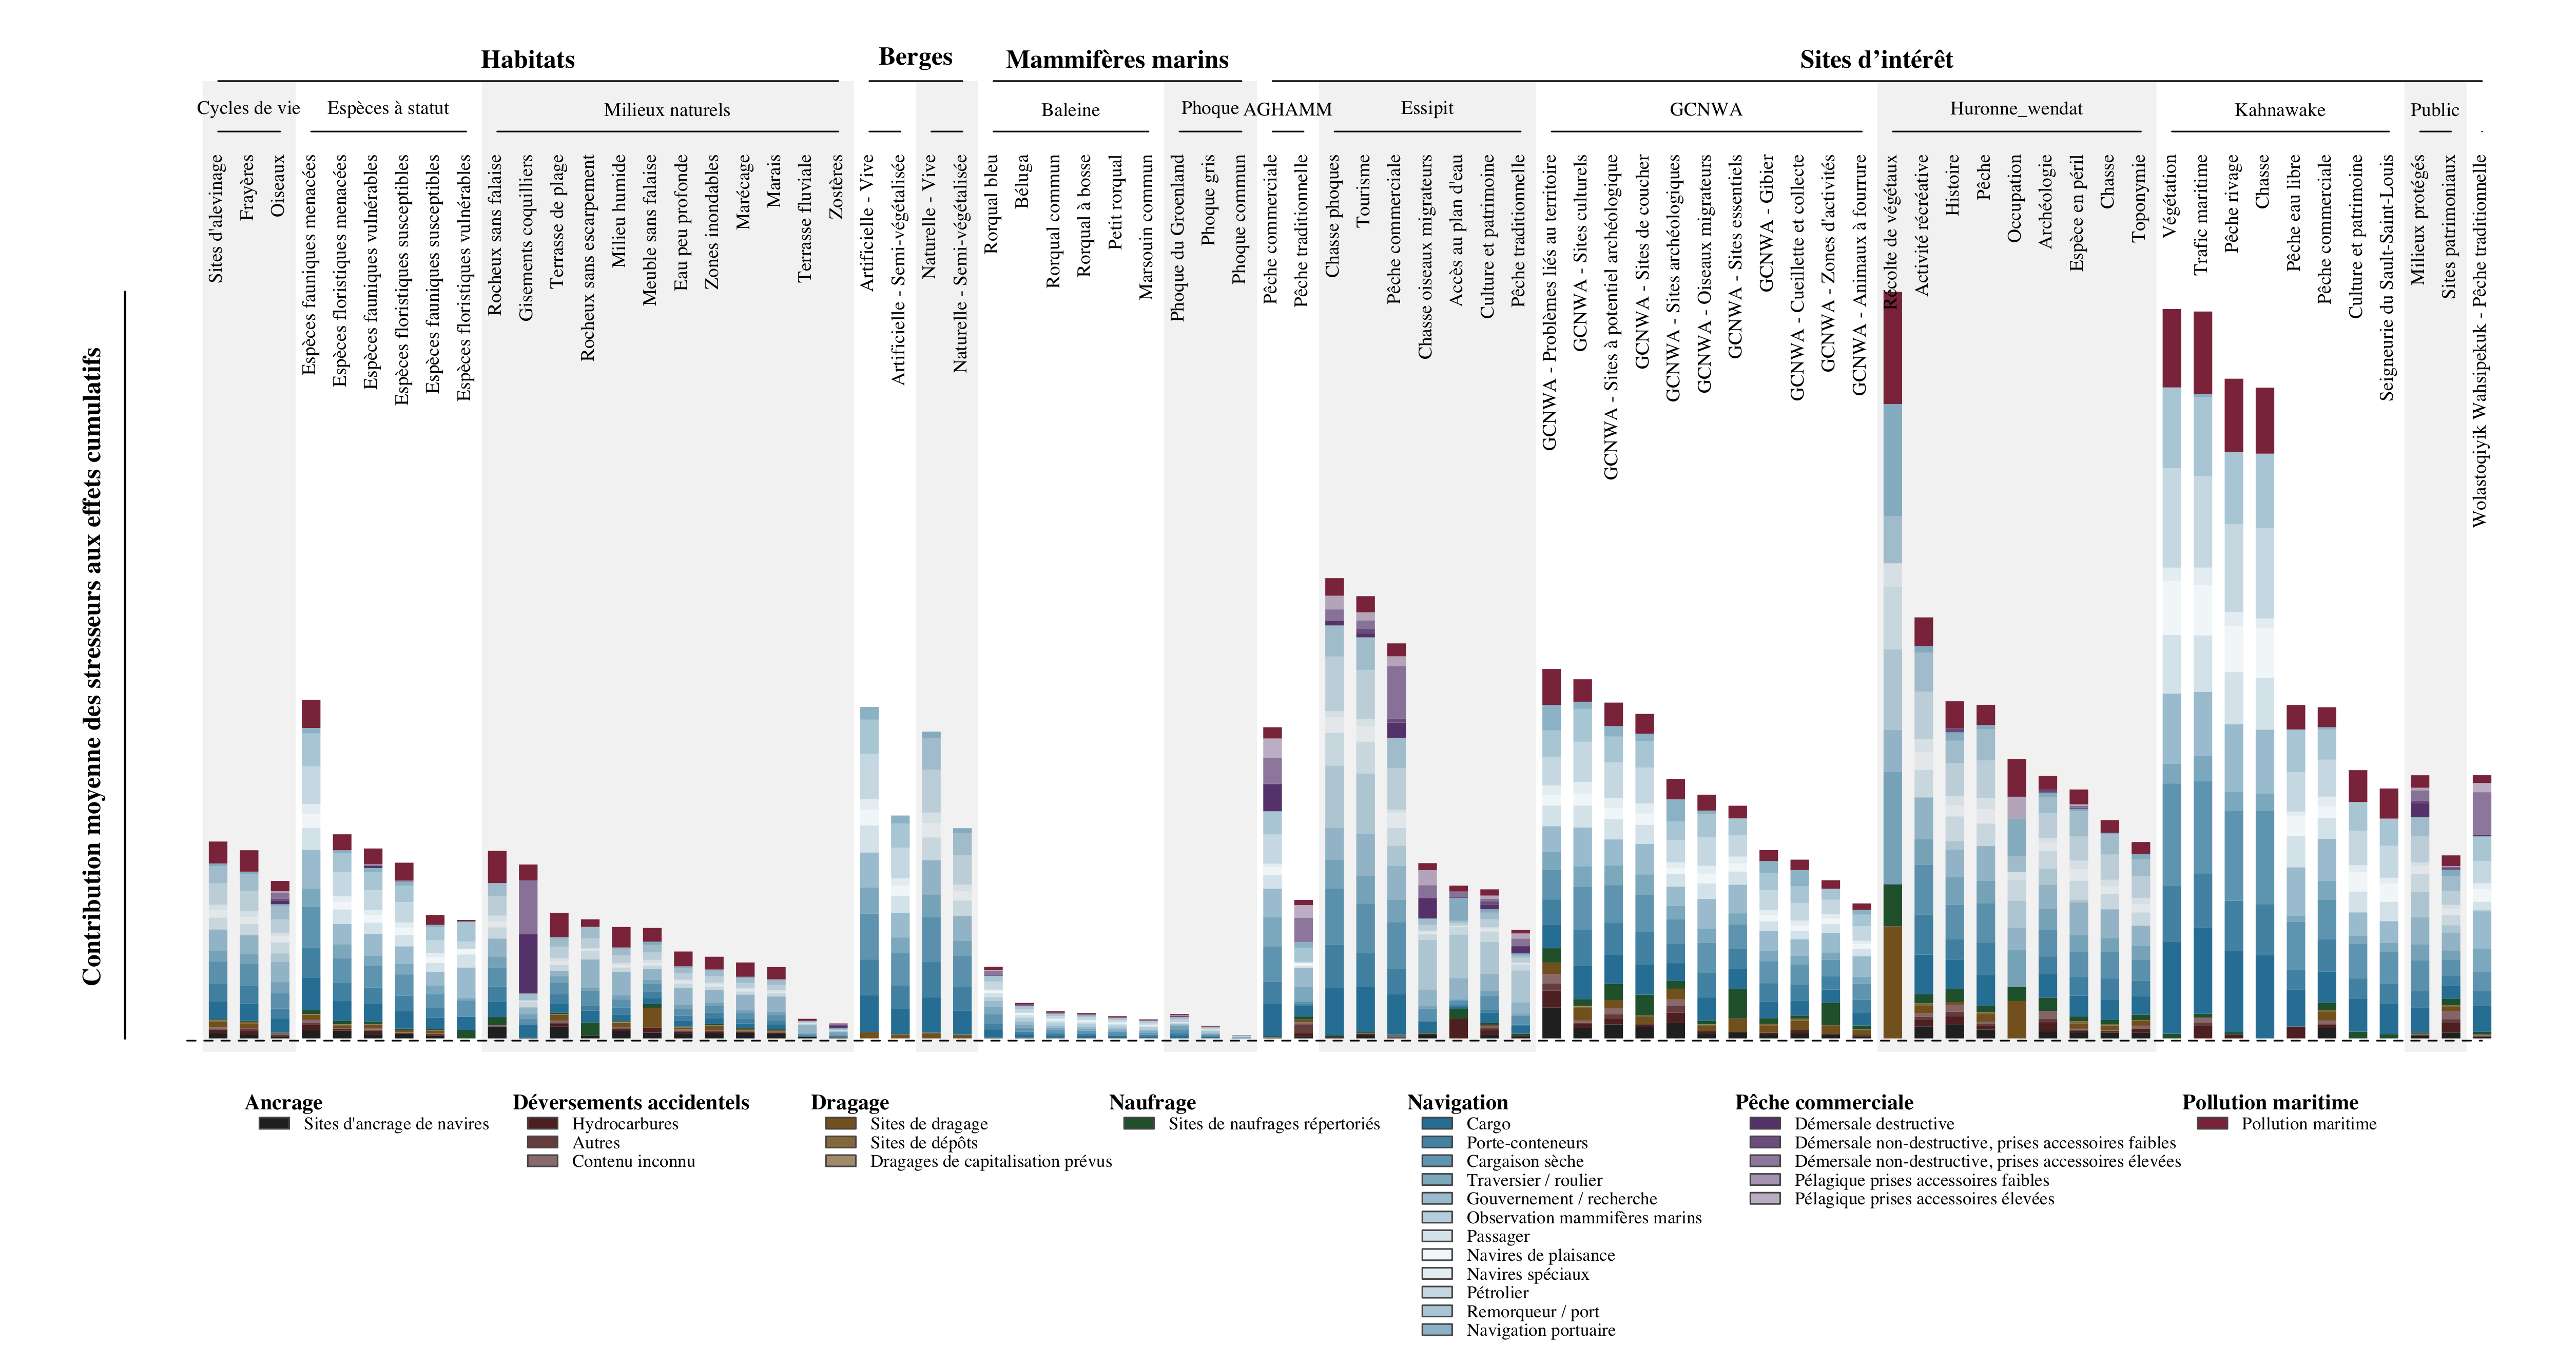 Habitats
Berges
Mammifères marins
Sites d’intérêt
Cycles de vie
Espèces à statut
Milieux naturels
Baleine
Phoque
AGHAMM
Essipit
GCNWA
Huronne_wendat
Kahnawake
Public
.
Sites d'alevinage
Frayères
Oiseaux
Espèces fauniques menacées
Espèces floristiques menacées
Espèces fauniques vulnérables
Espèces floristiques susceptibles
Espèces fauniques susceptibles
Espèces floristiques vulnérables
Rocheux sans falaise
Gisements coquilliers
Terrasse de plage
Rocheux sans escarpement
Milieu humide
Meuble sans falaise
Eau peu profonde
Zones inondables
Marécage
Marais
Terrasse fluviale
Zostères
Artificielle - Vive
Artificielle - Semi-végétalisée
Naturelle - Vive
Naturelle - Semi-végétalisée
Rorqual bleu
Béluga
Rorqual commun
Rorqual à bosse
Petit rorqual
Marsouin commun
Phoque du Groenland
Phoque gris
Phoque commun
Pêche commerciale
Pêche traditionnelle
Chasse phoques
Tourisme
Pêche commerciale
Chasse oiseaux migrateurs
Accès au plan d'eau
Culture et patrimoine
Pêche traditionnelle
GCNWA - Problèmes liés au territoire
GCNWA - Sites culturels
GCNWA - Sites à potentiel archéologique
GCNWA - Sites de coucher
GCNWA - Sites archéologiques
GCNWA - Oiseaux migrateurs
GCNWA - Sites essentiels
GCNWA - Gibier
GCNWA - Cueillette et collecte
GCNWA - Zones d'activités
GCNWA - Animaux à fourrure
Récolte de végétaux
Activité récréative
Histoire
Pêche
Occupation
Archéologie
Espèce en péril
Chasse
Toponymie
Végétation
Trafic maritime
Pêche rivage
Chasse
Pêche eau libre
Pêche commerciale
Culture et patrimoine
Seigneurie du Sault-Saint-Louis
Milieux protégés
Sites patrimoniaux
Wolastoqiyik Wahsipekuk - Pêche traditionnelle
Contribution moyenne des stresseurs aux effets cumulatifs
Ancrage
Sites d'ancrage de navires
Déversements accidentels
Hydrocarbures
Autres
Contenu inconnu
Dragage
Sites de dragage
Sites de dépôts
Dragages de capitalisation prévus
Naufrage
Sites de naufrages répertoriés
Navigation
Cargo
Porte-conteneurs
Cargaison sèche
Traversier / roulier
Gouvernement / recherche
Observation mammifères marins
Passager
Navires de plaisance
Navires spéciaux
Pétrolier
Remorqueur / port
Navigation portuaire
Pêche commerciale
Démersale destructive
Démersale non-destructive, prises accessoires faibles
Démersale non-destructive, prises accessoires élevées
Pélagique prises accessoires faibles
Pélagique prises accessoires élevées
Pollution maritime
Pollution maritime